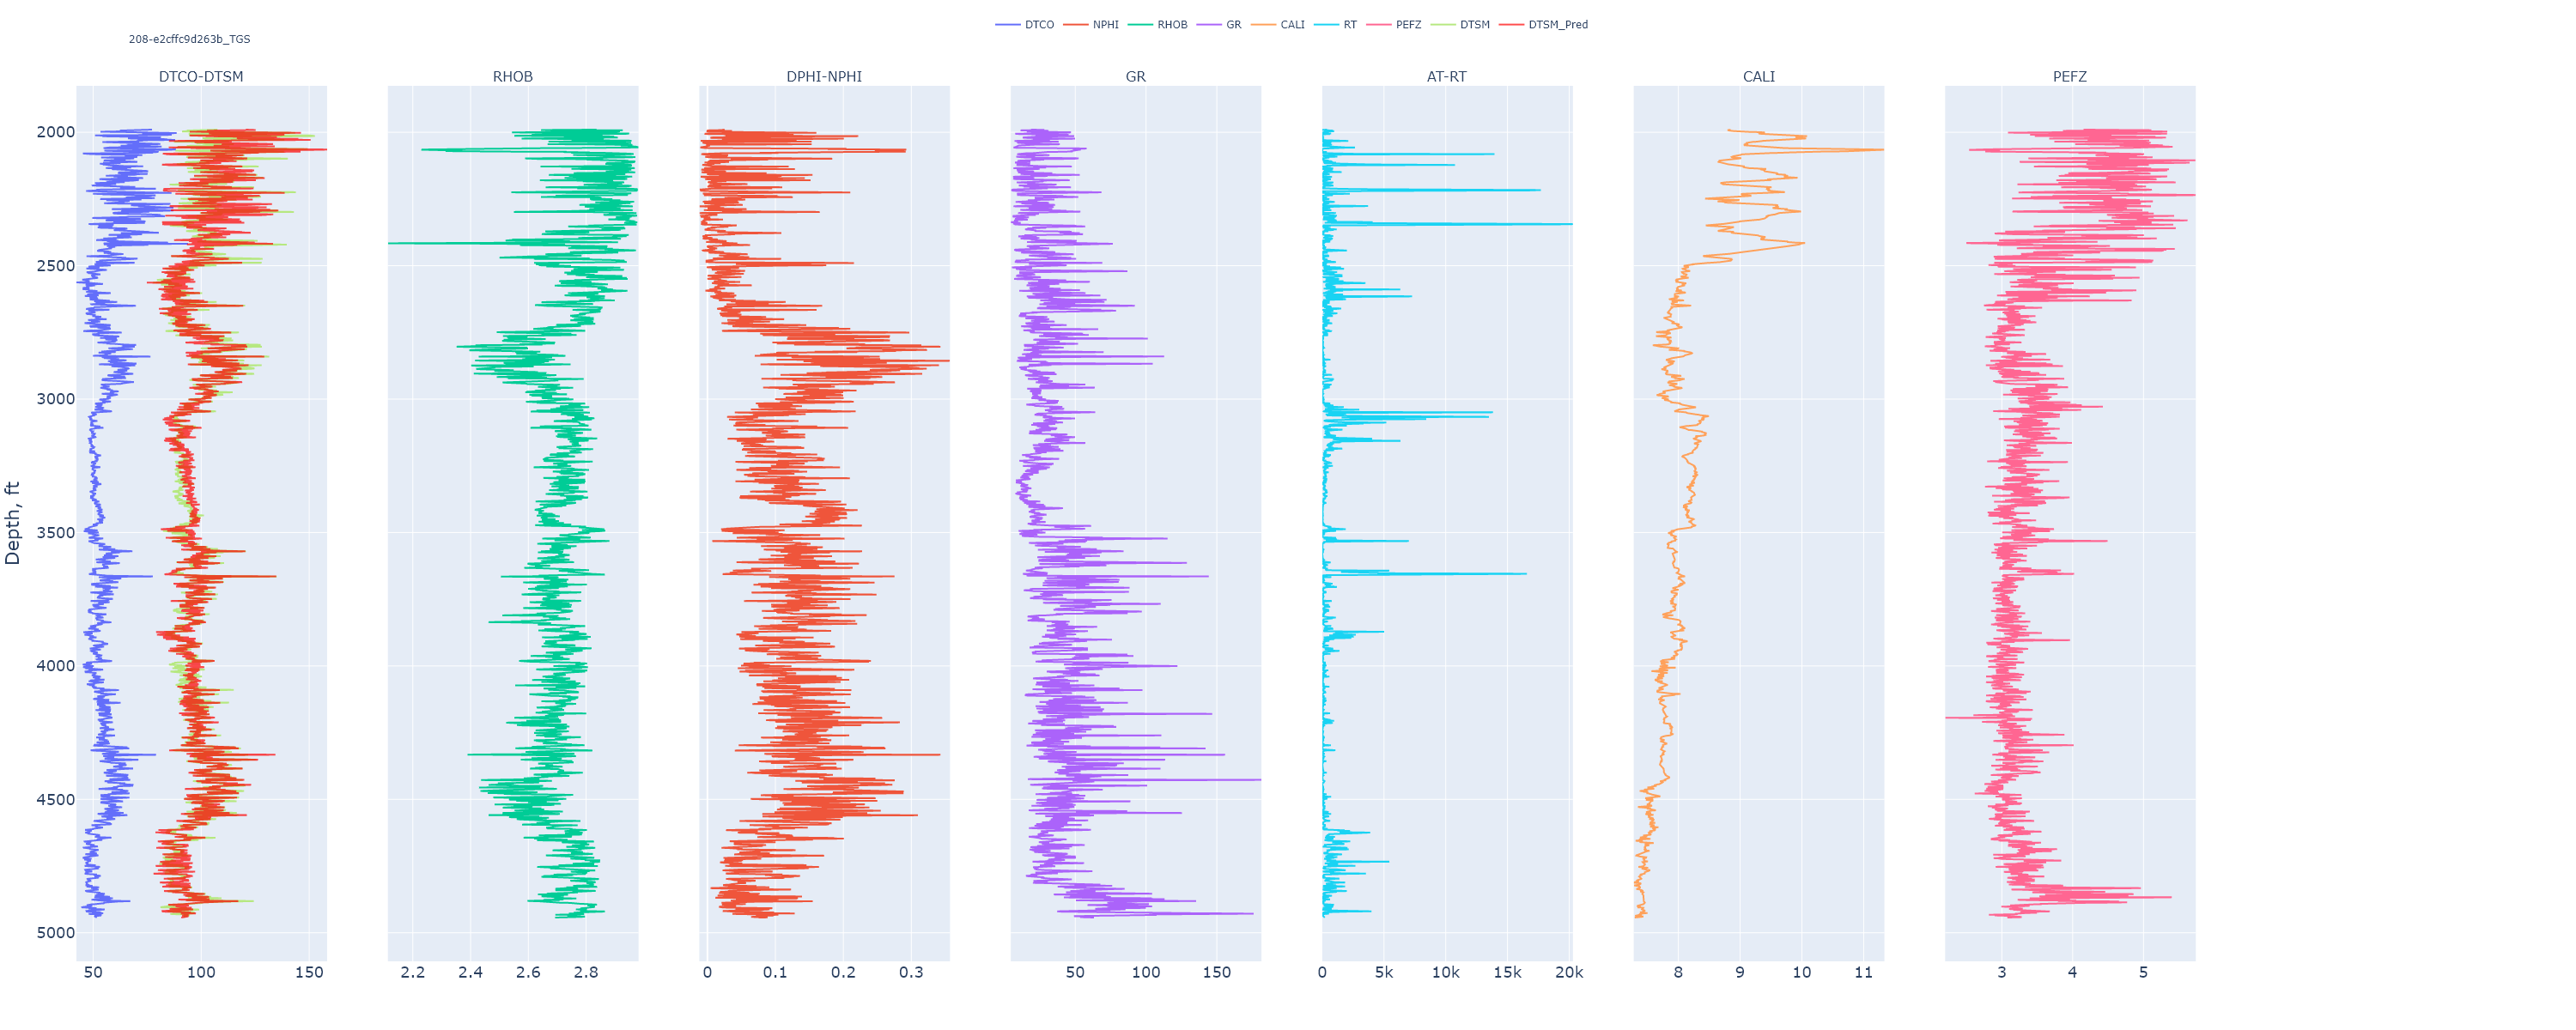 DTCO NPHI RHOB GR CALI RT PEFZ DTSM DTSM_Pred
208-e2cffc9d263b_TGS
DTCO-DTSM RHOB DPHI-NPHI GR AT-RT CALI PEFZ
Depth, ft
2000
2500
3000
3500
4000
4500
5000
50 100 150 2.2 2.4 2.6 2.8 0 0.1 0.2 0.3 50 100 150 0 5k 10k 15k 20k 8 9 10 11 3 4 5